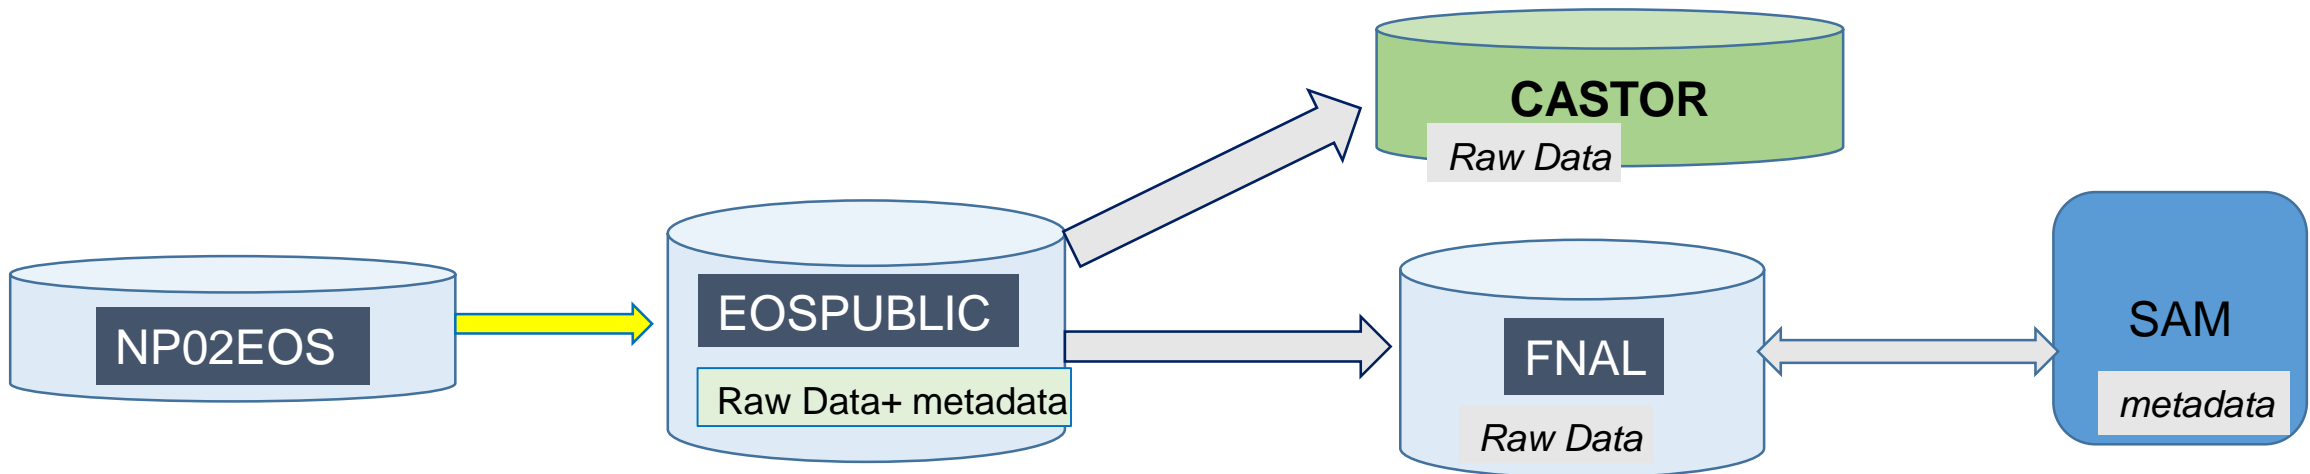 CASTOR
Raw Data
NP02EOS
EOSPUBLIC
Raw Data+ metadata
FNAL
Raw Data
SAM
metadata